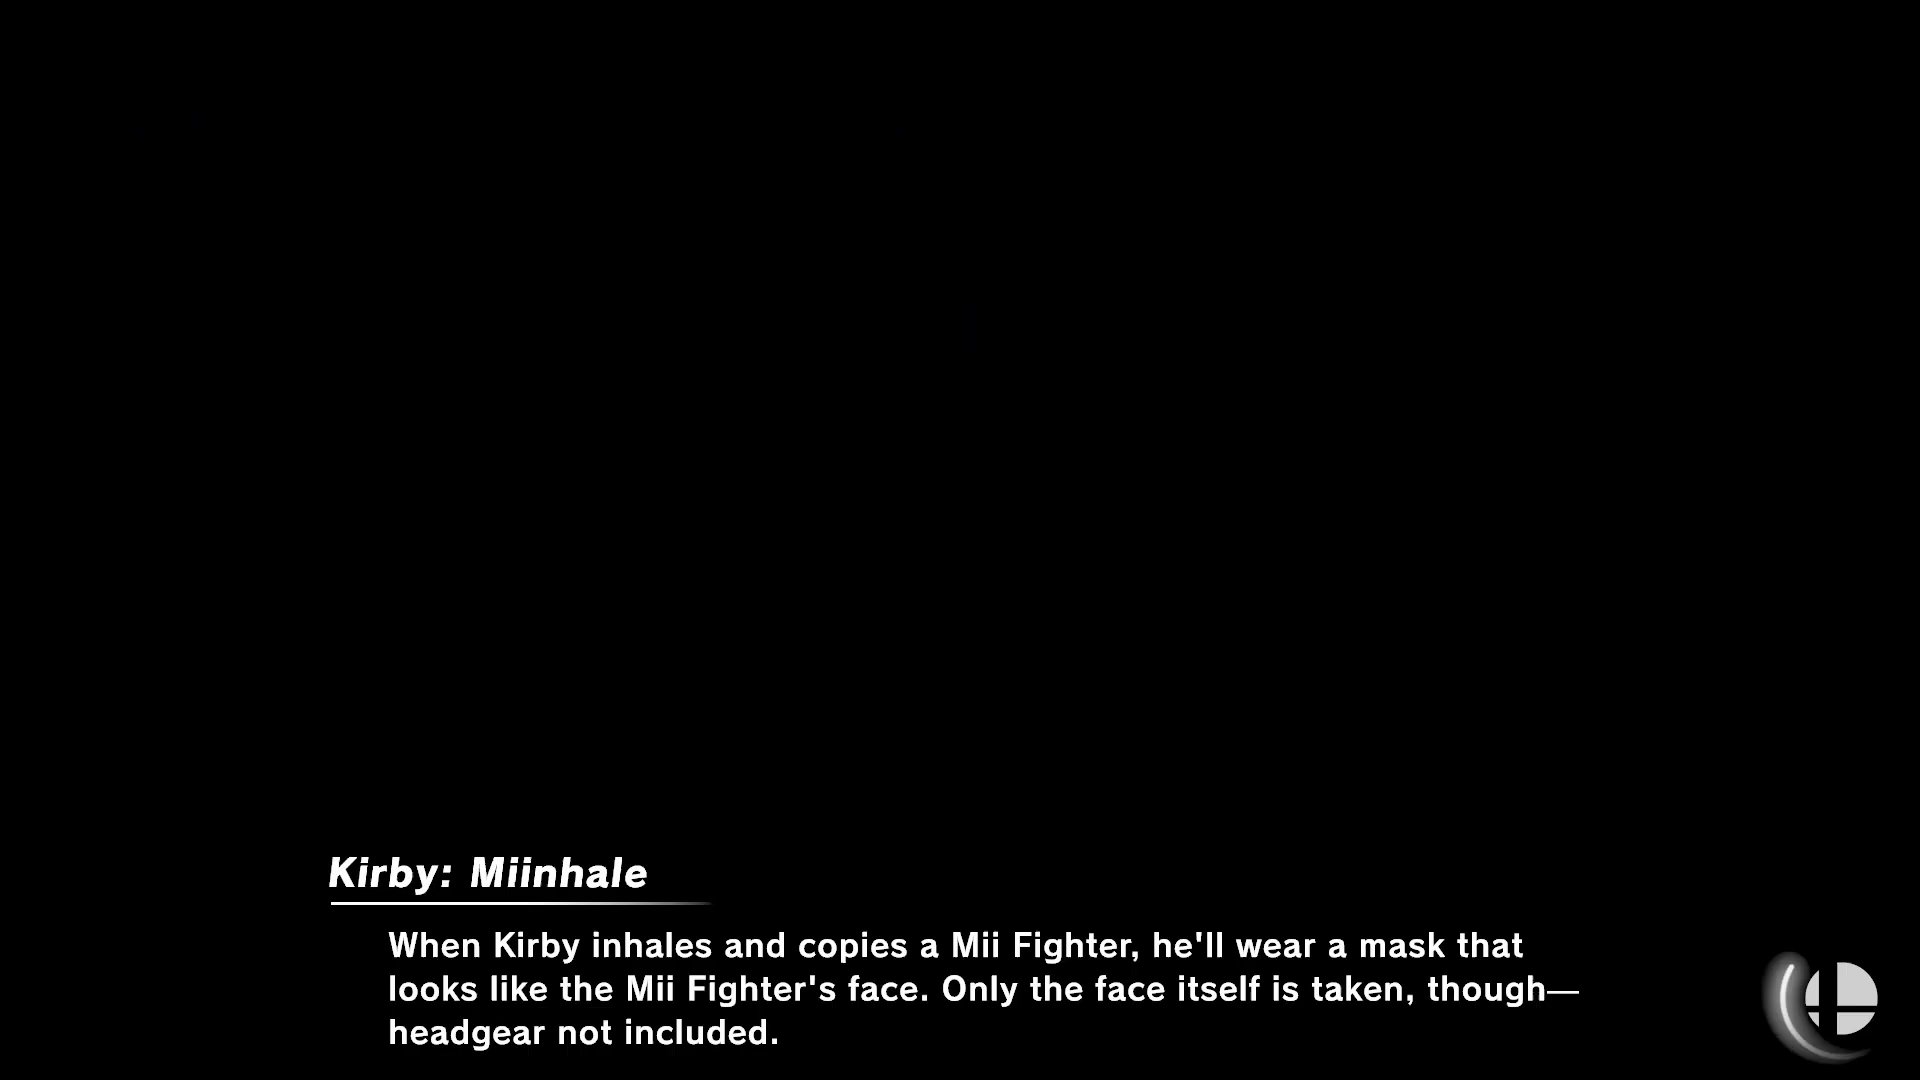 Kirby: Miinhale
When Kirby inhales and copies a Mii Fighter, he'll wear a mask that
looks like the Mii Fighter's face. Only the face itself is taken, though—
headgear not included.